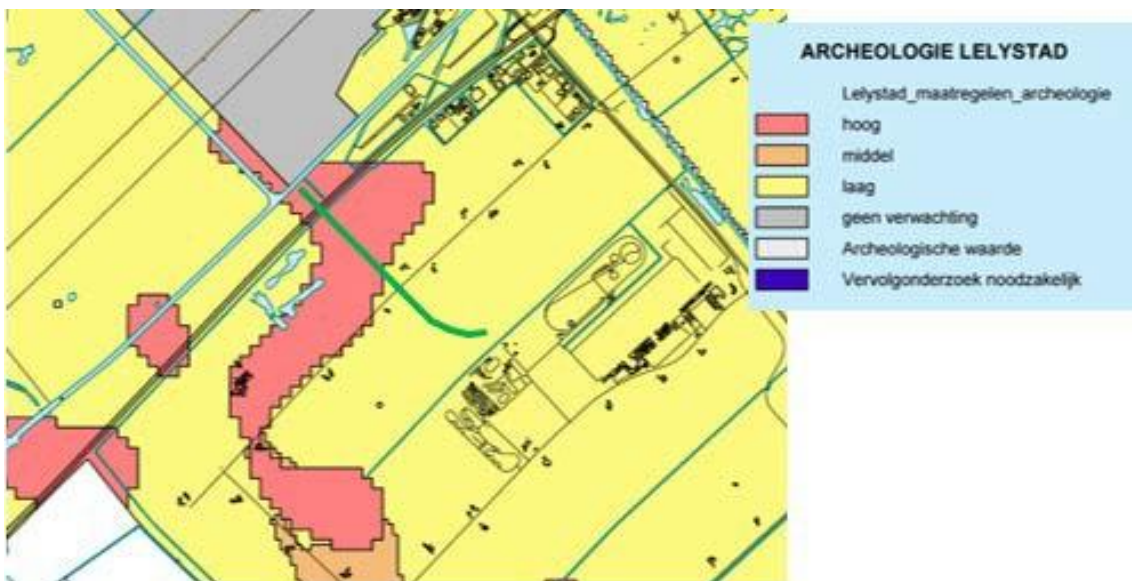 ARCHEOLOGIE LELYSTAD
Lelystad_maatregelen_archeologie
hoog
middel
laag
geen verwachting
Archeologische waarde
Vervolgonderzoek noodzakelijk